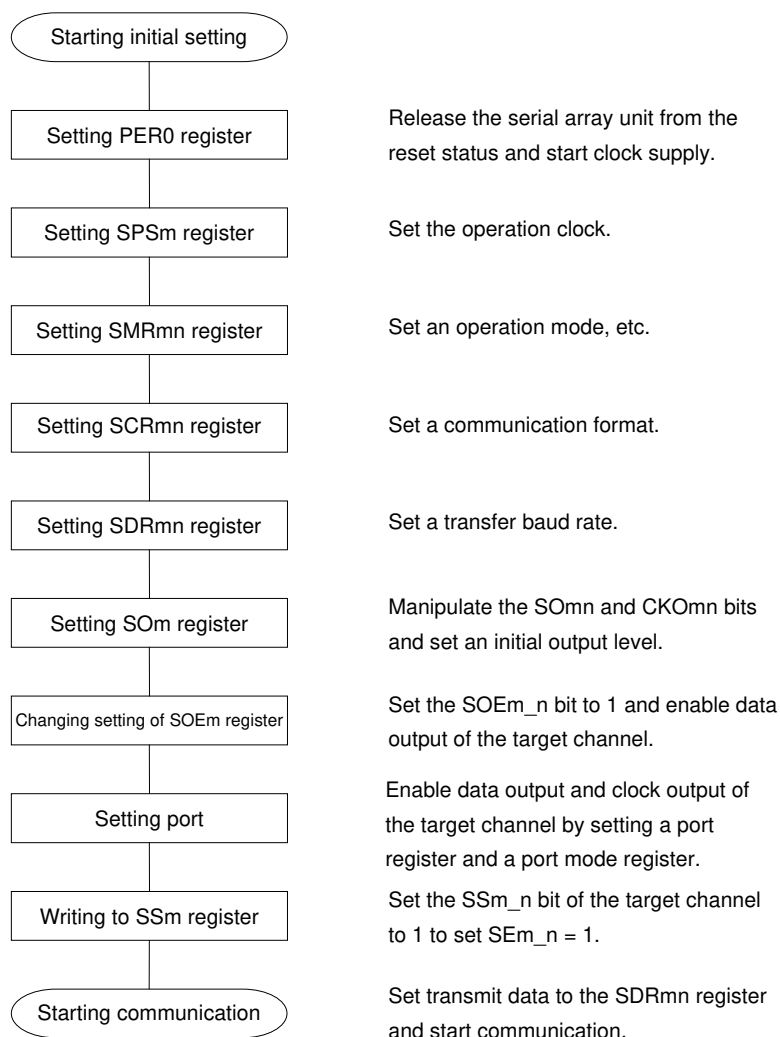 Starting initial setting
Setting PER0 register
Release the serial array unit from the
reset status and start clock supply.
Setting SPSm register
Set the operation clock.
Setting SMRmn register
Set an operation mode, etc.
Setting SCRmn register
Set a communication format.
Setting SDRmn register
Set a transfer baud rate.
Setting SOm register
Manipulate the SOmn and CKOmn bits
and set an initial output level.
Changing setting of SOEm register
Set the SOEm_n bit to 1 and enable data
output of the target channel.
Setting port
Enable data output and clock output of
the target channel by setting a port
register and a port mode register.
Writing to SSm register
Set the SSm_n bit of the target channel
to 1 to set SEm_n = 1.
Starting communication
Set transmit data to the SDRmn register
and start communication.